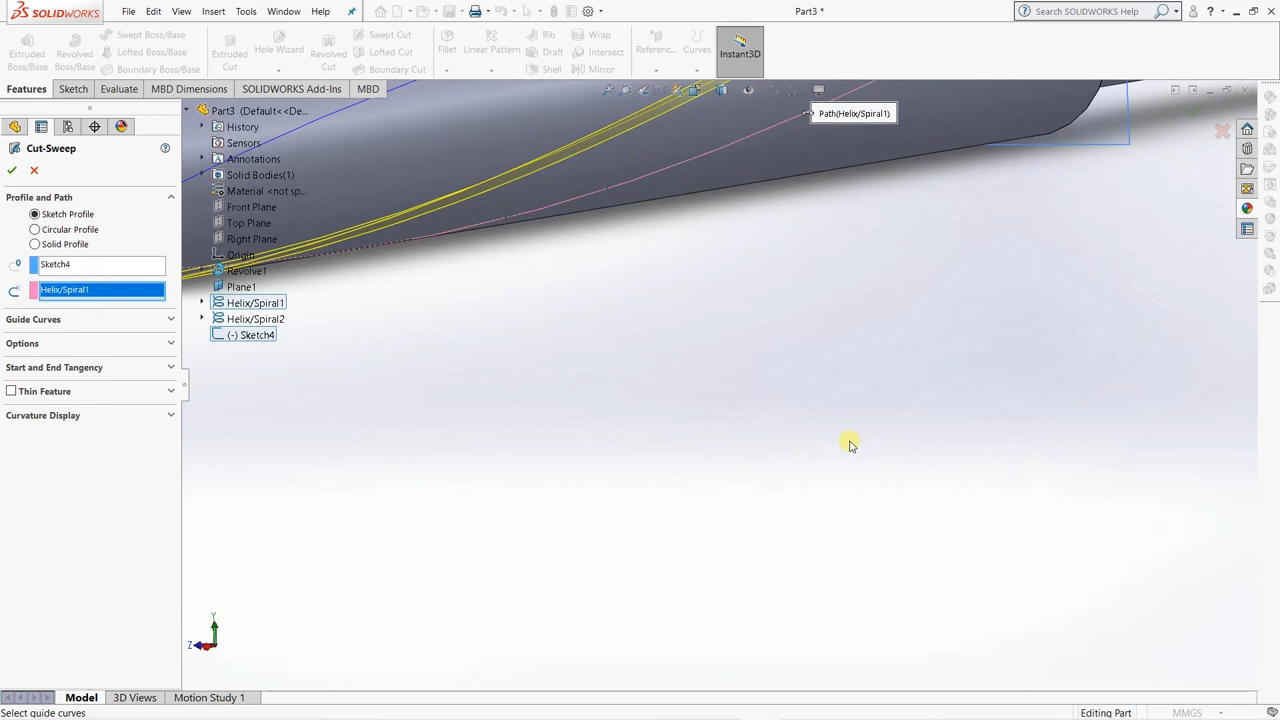 SOLIDWORKS
File Edit View Insert Tools Window Help
Part3 *
Search SOLIDWORKS Help
Extruded Boss/Base
Revolved Boss/Base
Swept Boss/Base
Lofted Boss/Base
Boundary Boss/Base
Extruded Cut
Hole Wizard
Revolved Cut
Swept Cut
Lofted Cut
Boundary Cut
Fillet
Linear Pattern
Rib
Draft
Shell
Wrap
Intersect
Mirror
Referenc...
Curves
Instant3D
Features Sketch Evaluate MBD Dimensions SOLIDWORKS Add-Ins MBD
Cut-Sweep
Profile and Path
Sketch Profile
Circular Profile
Solid Profile
Sketch4
Helix/Spiral1
Guide Curves
Options
Start and End Tangency
Thin Feature
Curvature Display
Part3 (Default<<De...
History
Sensors
Annotations
Solid Bodies(1)
Material <not sp...
Front Plane
Top Plane
Right Plane
Origin
Revolve1
Plane1
Helix/Spiral1
Helix/Spiral2
(-) Sketch4
Path(Helix/Spiral1)
Y
Z
Model 3D Views Motion Study 1
Select guide curves
Editing Part
MMGS